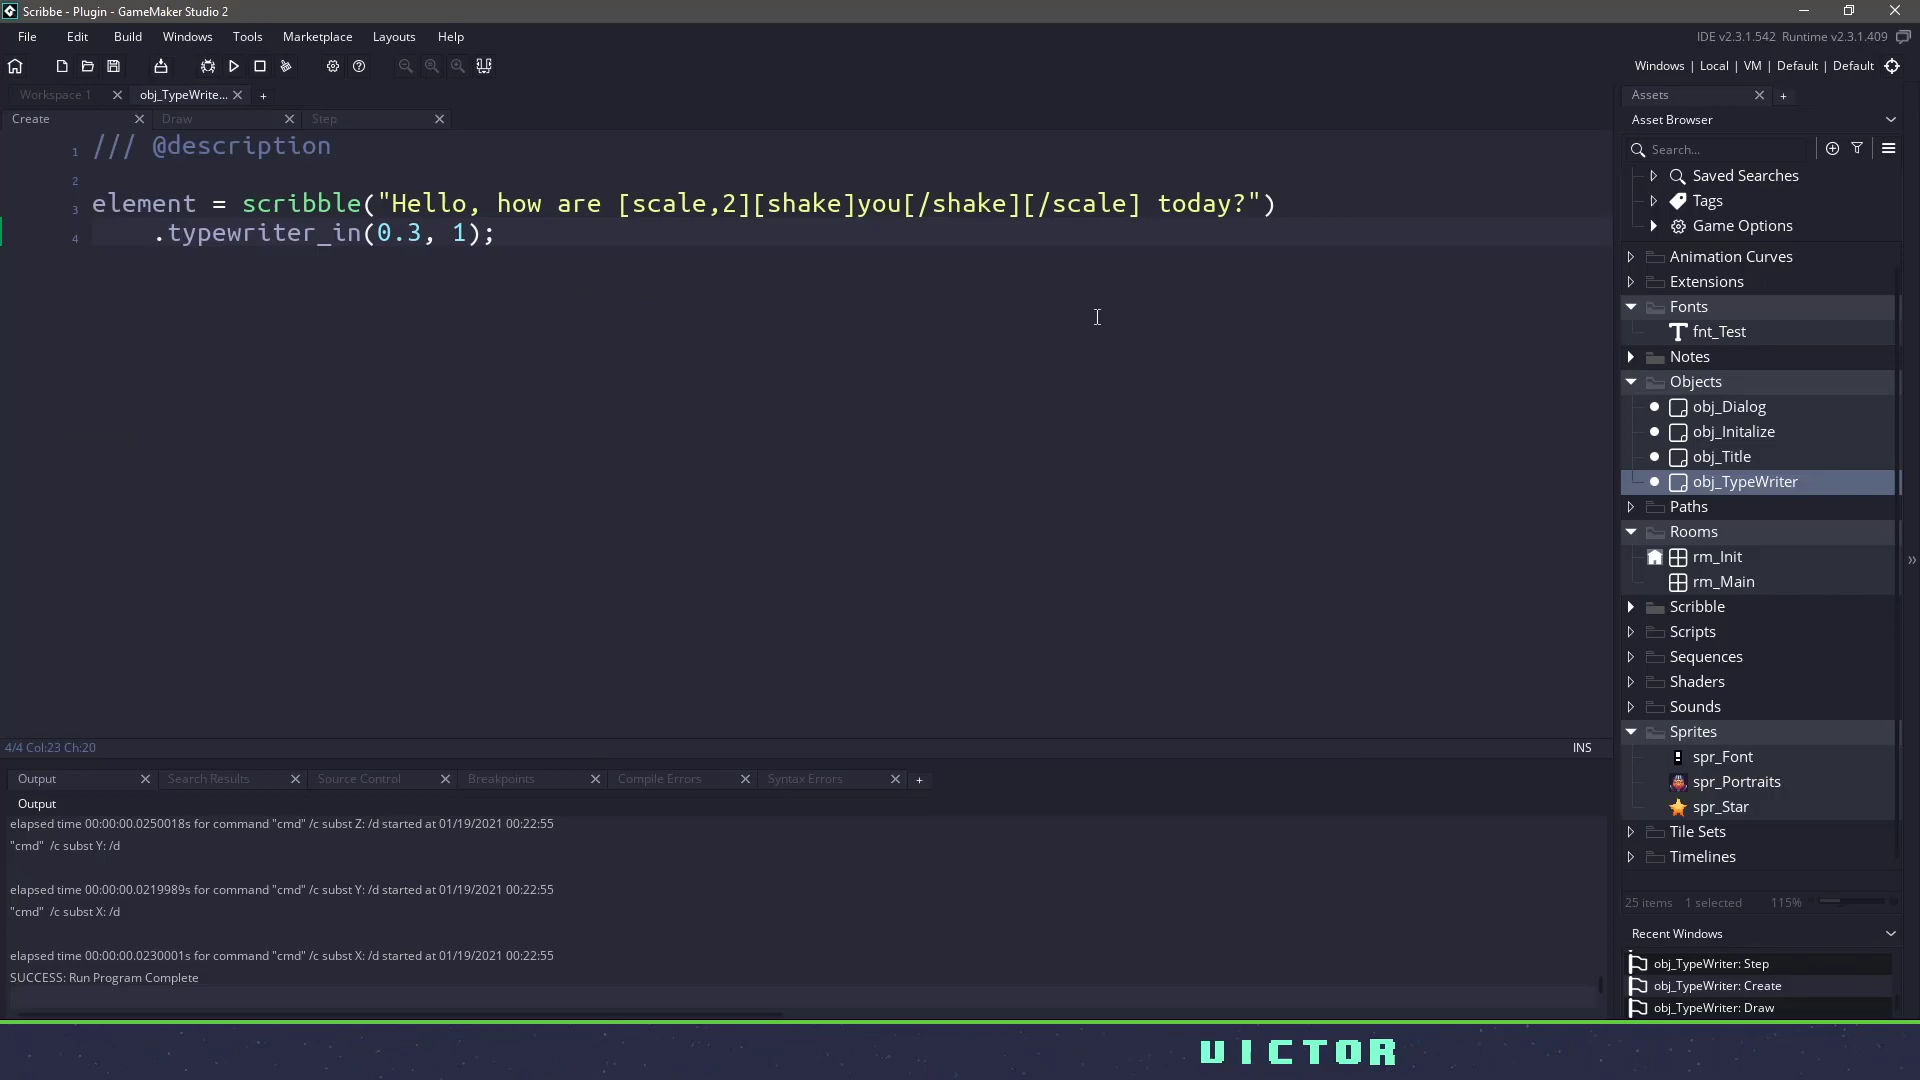 Scribbe - Plugin - GameMaker Studio 2
File Edit Build Windows Tools Marketplace Layouts Help
IDE v2.3.1.542 Runtime v2.3.1.409
Windows | Local | VM | Default | Default
Workspace 1
obj_TypeWrite...
Create
Draw
Step
1 /// @description
2
3 element = scribble("Hello, how are [scale,2][shake]you[/shake][/scale] today?")
4 .typewriter_in(0.3, 1);
4/4 Col:23 Ch:20
INS
Output
Search Results
Source Control
Breakpoints
Compile Errors
Syntax Errors
Output
elapsed time 00:00:00.0250018s for command "cmd" /c subst Z: /d started at 01/19/2021 00:22:55
"cmd" /c subst Y: /d
elapsed time 00:00:00.0219989s for command "cmd" /c subst Y: /d started at 01/19/2021 00:22:55
"cmd" /c subst X: /d
elapsed time 00:00:00.0230001s for command "cmd" /c subst X: /d started at 01/19/2021 00:22:55
SUCCESS: Run Program Complete
Assets
Asset Browser
Search...
Saved Searches
Tags
Game Options
Animation Curves
Extensions
Fonts
fnt_Test
Notes
Objects
obj_Dialog
obj_Initalize
obj_Title
obj_TypeWriter
Paths
Rooms
rm_Init
rm_Main
Scribble
Scripts
Sequences
Shaders
Sounds
Sprites
spr_Font
spr_Portraits
spr_Star
Tile Sets
Timelines
25 items 1 selected 115%
Recent Windows
obj_TypeWriter: Step
obj_TypeWriter: Create
obj_TypeWriter: Draw
VICTOR